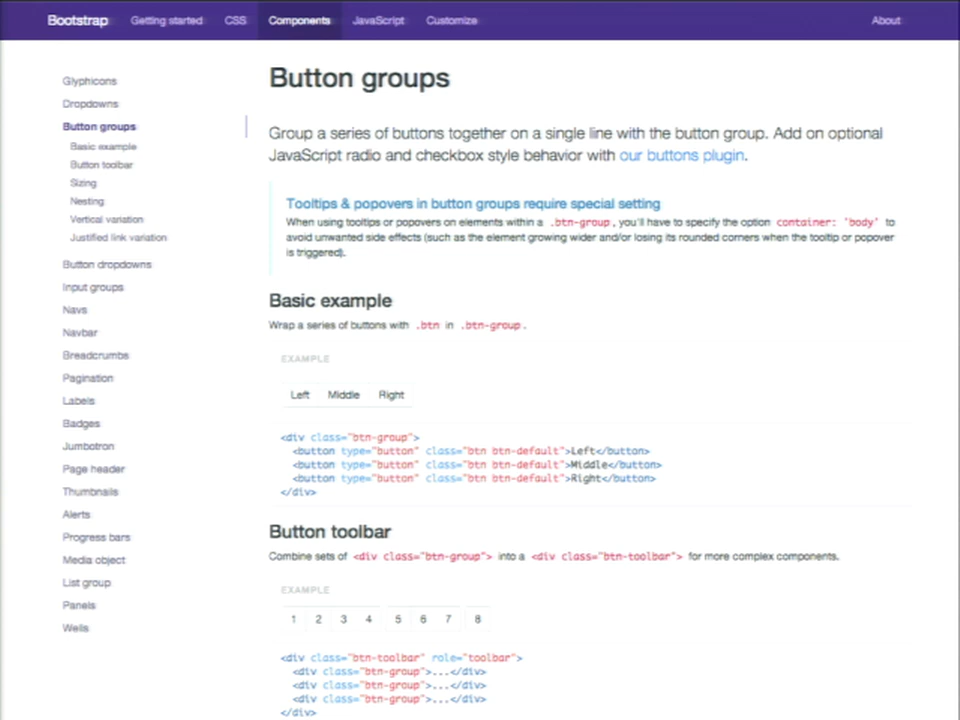 Bootstrap Getting started CSS Components JavaScript Customize About
Glyphicons
Dropdowns
Button groups
Basic example
Button toolbar
Sizing
Nesting
Vertical variation
Justified link variation
Button dropdowns
Input groups
Navs
Navbar
Breadcrumbs
Pagination
Labels
Badges
Jumbotron
Page header
Thumbnails
Alerts
Progress bars
Media object
List group
Panels
Wells
Button groups
Group a series of buttons together on a single line with the button group. Add on optional
JavaScript radio and checkbox style behavior with our buttons plugin.
Tooltips & popovers in button groups require special setting
When using tooltips or popovers on elements within a .btn-group, you'll have to specify the option container: 'body' to
avoid unwanted side effects (such as the element growing wider and/or losing its rounded corners when the tooltip or popover
is triggered).
Basic example
Wrap a series of buttons with .btn in .btn-group.
EXAMPLE
Left Middle Right
<div class="btn-group">
<button type="button" class="btn btn-default">Left</button>
<button type="button" class="btn btn-default">Middle</button>
<button type="button" class="btn btn-default">Right</button>
</div>
Button toolbar
Combine sets of <div class="btn-group"> into a <div class="btn-toolbar"> for more complex components.
EXAMPLE
1 2 3 4 5 6 7 8
<div class="btn-toolbar" role="toolbar">
<div class="btn-group">...</div>
<div class="btn-group">...</div>
<div class="btn-group">...</div>
</div>